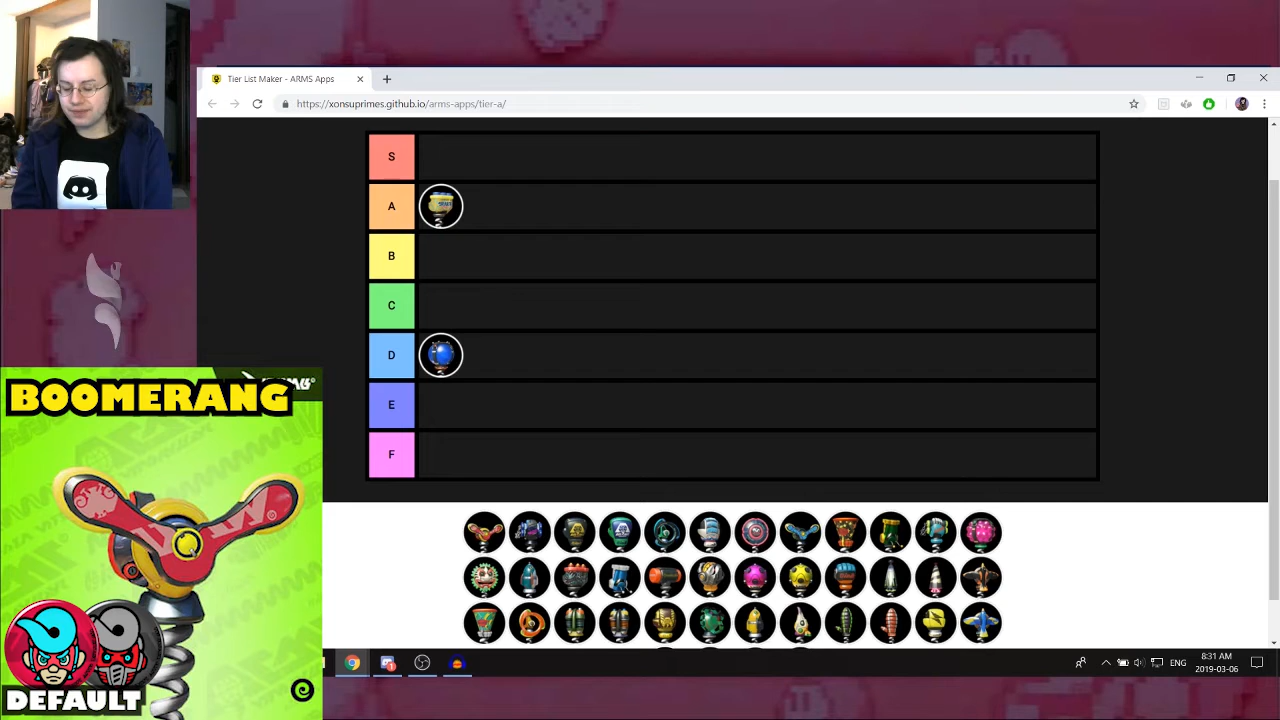 Tier List Maker - ARMS Apps
https://xonsuprimes.github.io/arms-apps/tier-a/
S
A
B
C
D
E
F
BOOMERANG
DEFAULT
ENG
8:31 AM
2019-03-06